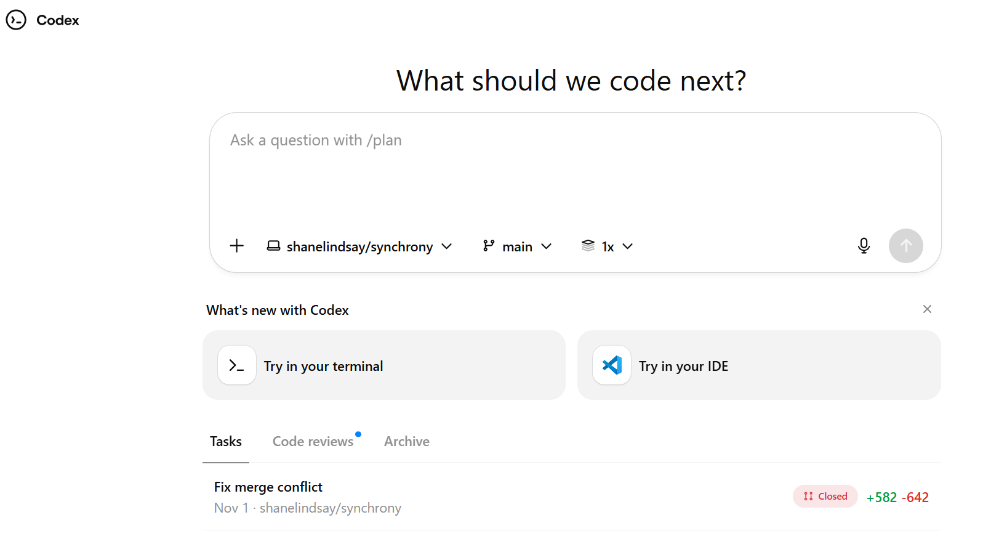 Codex
What should we code next?
Ask a question with /plan
shanelindsay/synchrony main 1x
What's new with Codex
Try in your terminal Try in your IDE
Tasks Code reviews Archive
Fix merge conflict
Closed +582 -642
Nov 1 · shanelindsay/synchrony